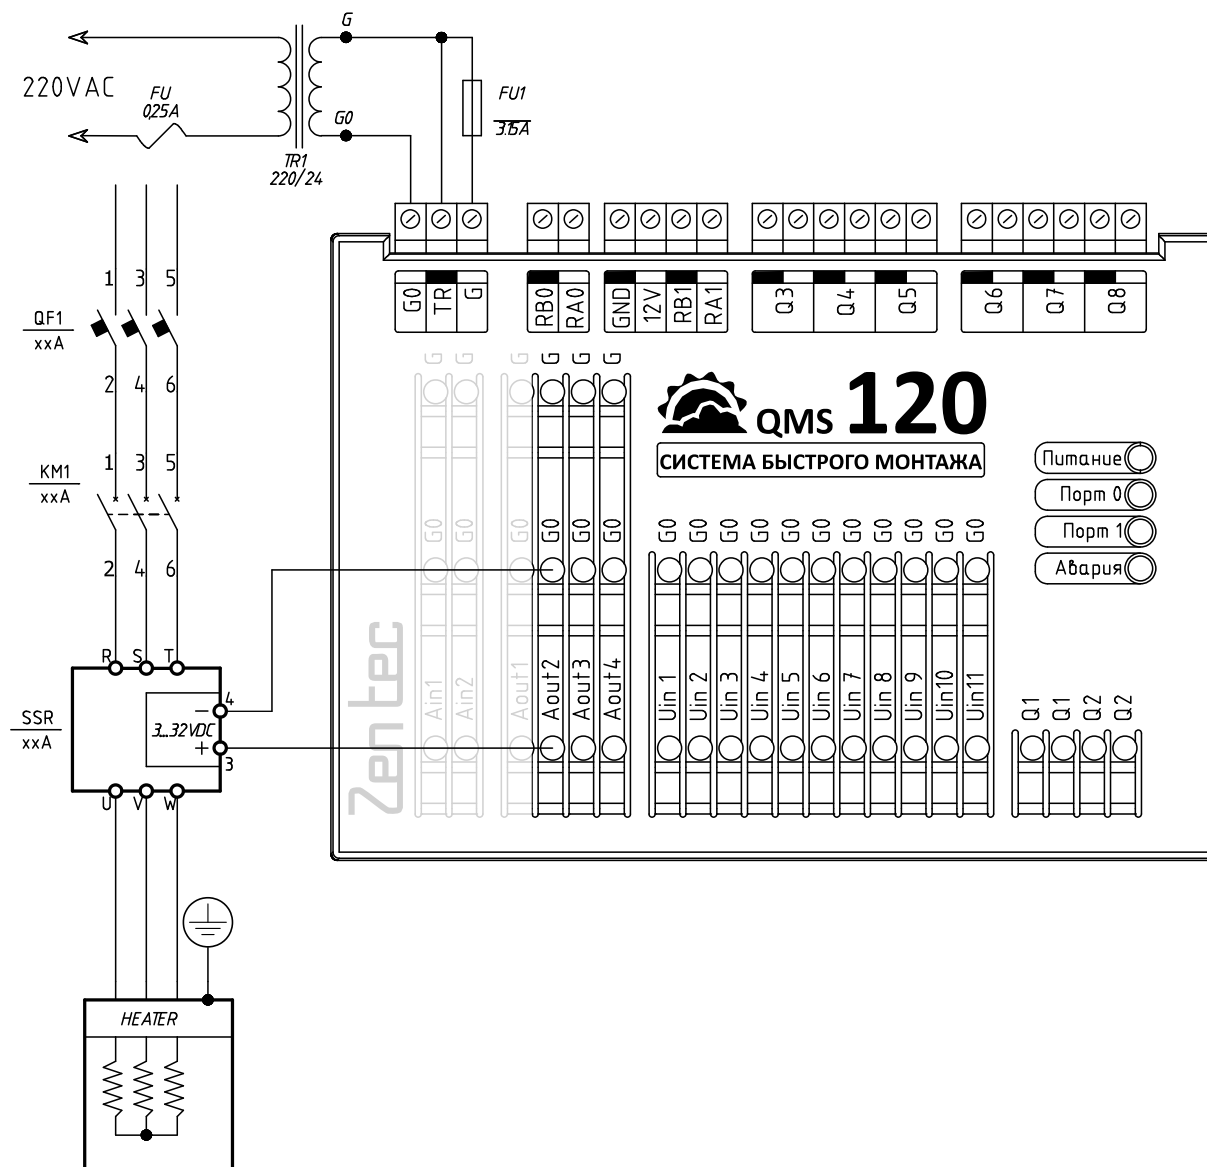 G
220VAC
FU
0,25A
G0
TR1
220/24
FU1
3.15A
G0 TR G
RB0 RA0
GND 12V RB1 RA1
Q3 Q4 Q5
Q6 Q7 Q8
1 3 5
QF1
xxA
2 4 6
1 3 5
KM1
xxA
2 4 6
G G G G G G
QMS 120
СИСТЕМА БЫСТРОГО МОНТАЖА
Питание
Порт 0
Порт 1
Авария
G0 G0 G0 G0 G0 G0
G0 G0 G0 G0 G0 G0 G0 G0 G0 G0 G0
Zentec
Ain1 Ain2 Aout1 Aout2 Aout3 Aout4
Uin 1 Uin 2 Uin 3 Uin 4 Uin 5 Uin 6 Uin 7 Uin 8 Uin 9 Uin10 Uin11
Q1 Q1 Q2 Q2
R S T
4
SSR
xxA
−
3...32VDC
+
3
U V W
HEATER